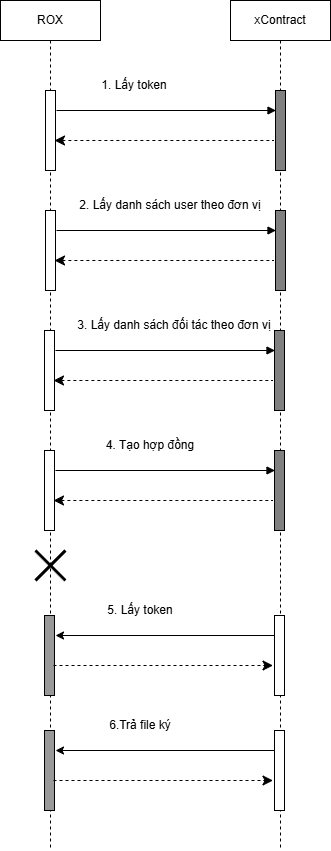 ROX
xContract
1. Lấy token
2. Lấy danh sách user theo đơn vị
3. Lấy danh sách đối tác theo đơn vị
4. Tạo hợp đồng
5. Lấy token
6.Trả file ký